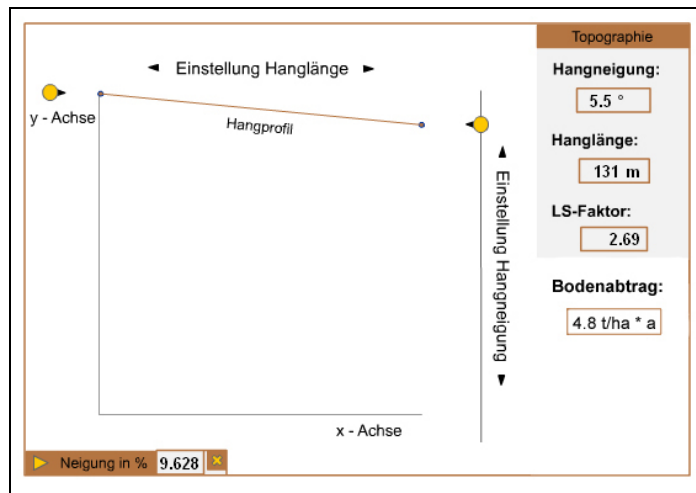 Topographie
Einstellung Hanglänge
Hangneigung:
5.5 °
y - Achse
Hangprofil
Hanglänge:
131 m
Einstellung Hangneigung
LS-Faktor:
2.69
Bodenabtrag:
4.8 t/ha * a
x - Achse
Neigung in % 9.628